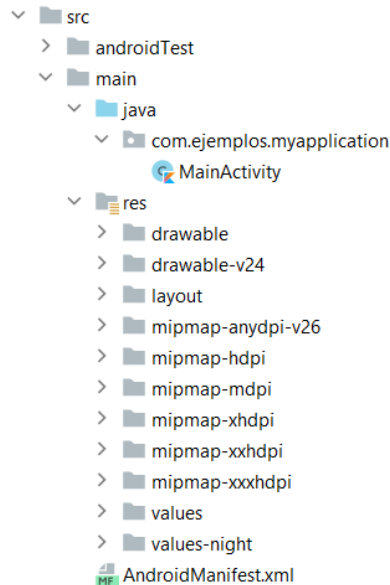 src
androidTest
main
java
com.ejemplos.myapplication
MainActivity
res
drawable
drawable-v24
layout
mipmap-anydpi-v26
mipmap-hdpi
mipmap-mdpi
mipmap-xhdpi
mipmap-xxhdpi
mipmap-xxxhdpi
values
values-night
MF AndroidManifest.xml